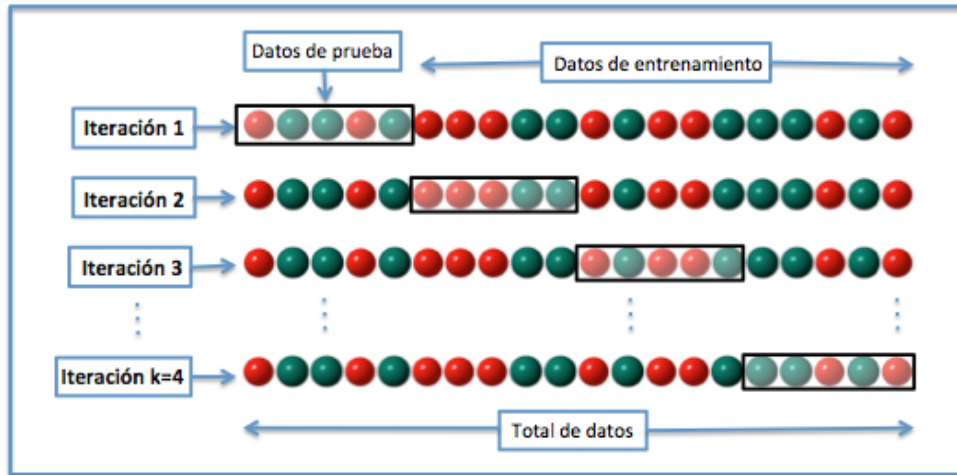 Datos de prueba
Datos de entrenamiento
Iteración 1
Iteración 2
Iteración 3
Iteración k=4
Total de datos